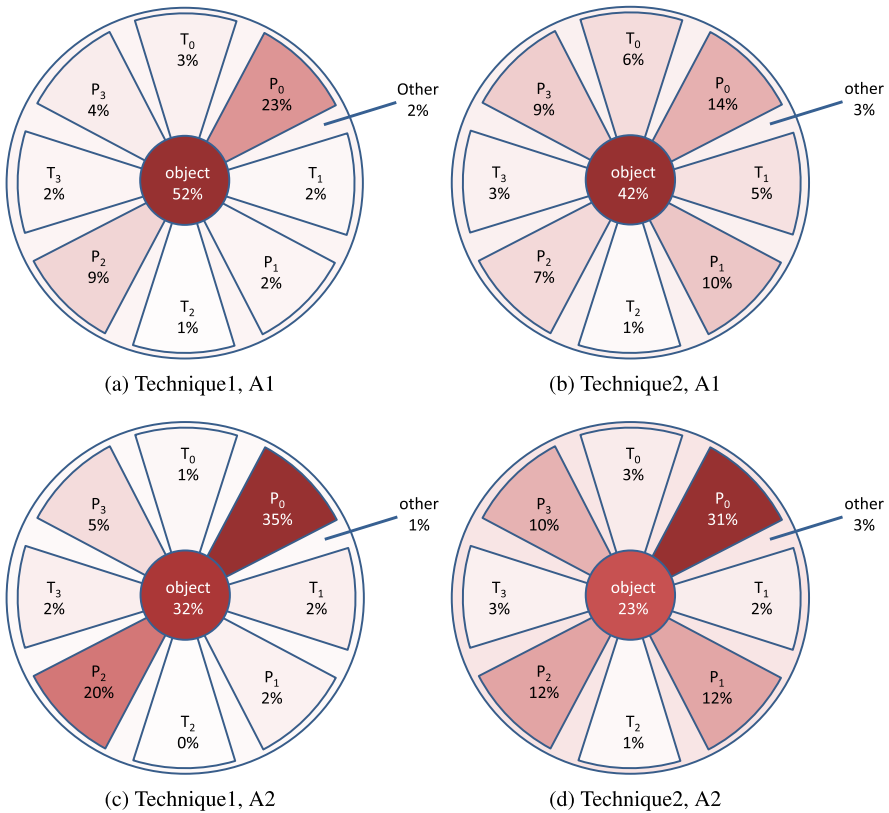 T0
3%
P0
23%
Other
2%
P3
4%
T3
2%
object
52%
T1
2%
P2
9%
P1
2%
T2
1%
(a) Technique1, A1
T0
6%
P0
14%
other
3%
P3
9%
T3
3%
object
42%
T1
5%
P2
7%
P1
10%
T2
1%
(b) Technique2, A1
T0
1%
P0
35%
other
1%
P3
5%
T3
2%
object
32%
T1
2%
P2
20%
P1
2%
T2
0%
(c) Technique1, A2
T0
3%
P0
31%
other
3%
P3
10%
T3
3%
object
23%
T1
2%
P2
12%
P1
12%
T2
1%
(d) Technique2, A2